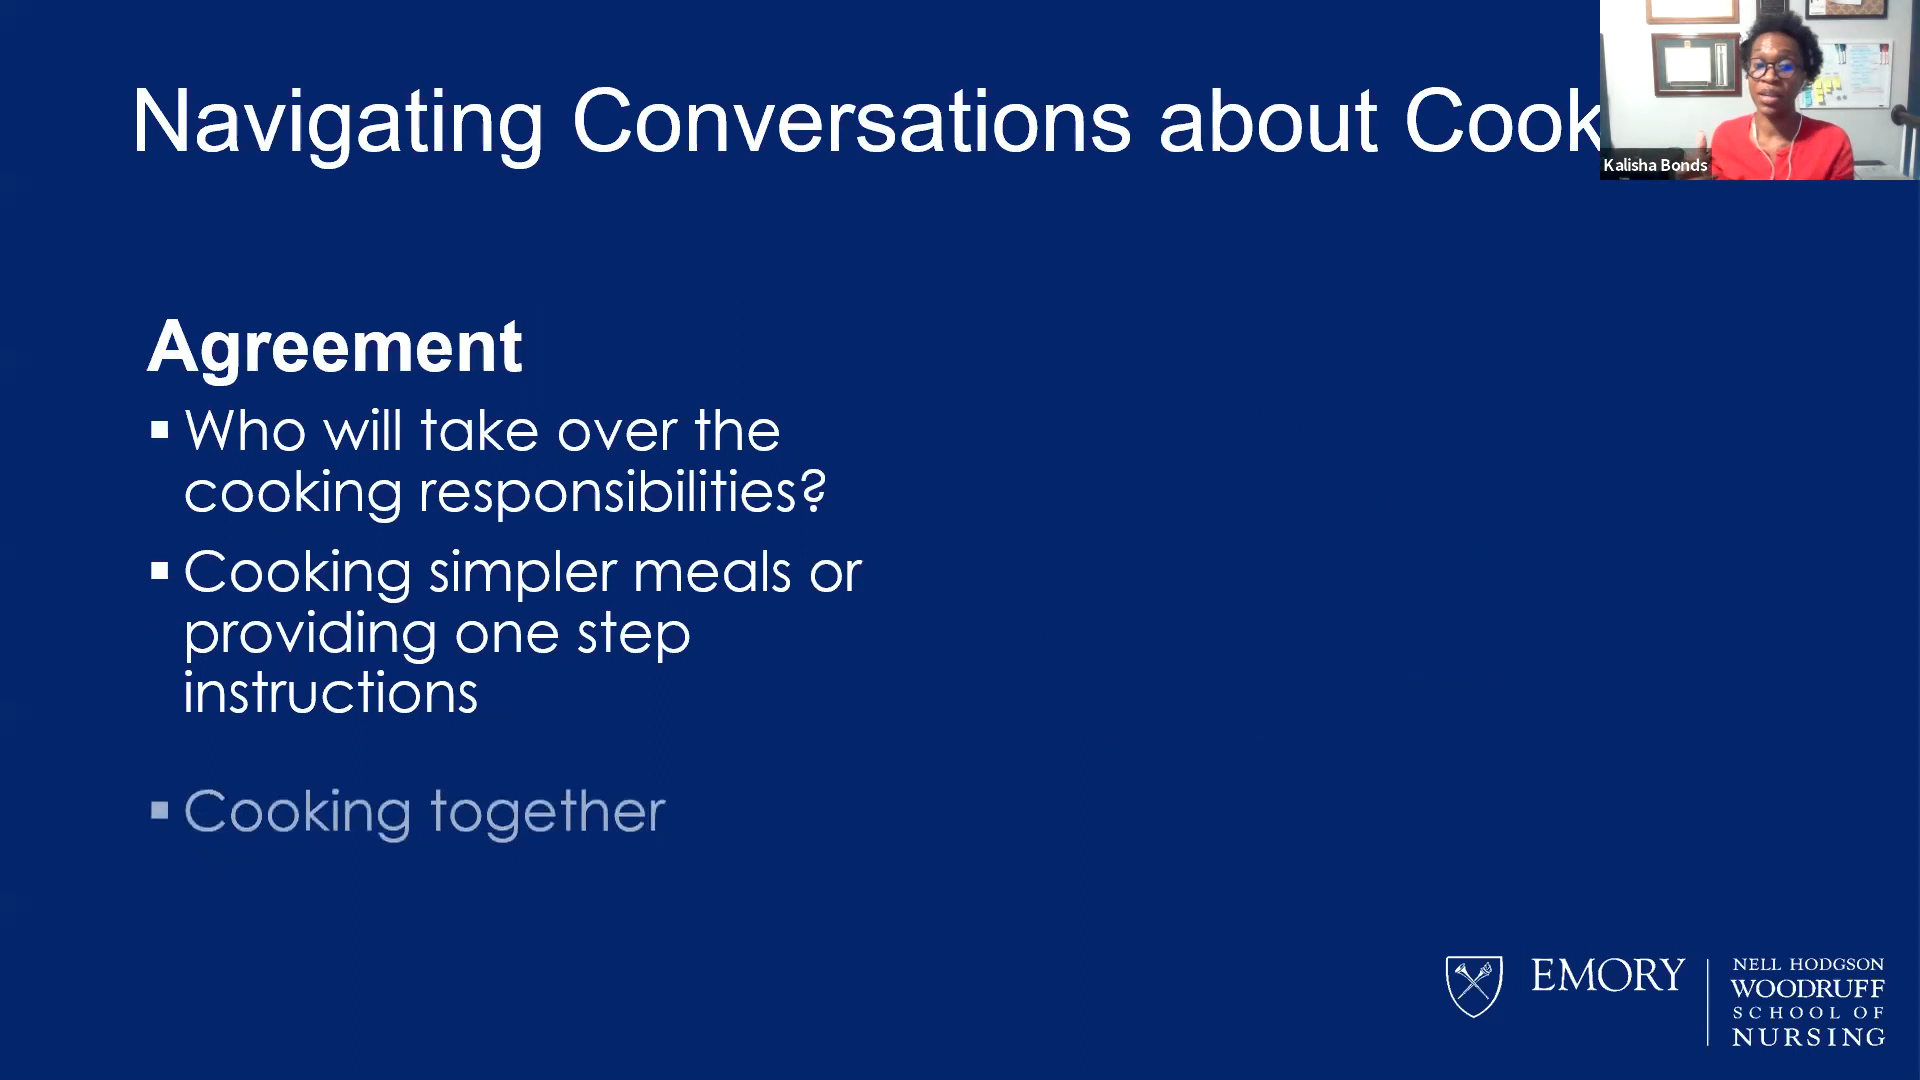 Navigating Conversations about Cook
Kalisha Bonds
Agreement
▪ Who will take over the
cooking responsibilities?
▪ Cooking simpler meals or
providing one step
instructions
▪ Cooking together
EMORY
NELL HODGSON
WOODRUFF
SCHOOL OF
NURSING